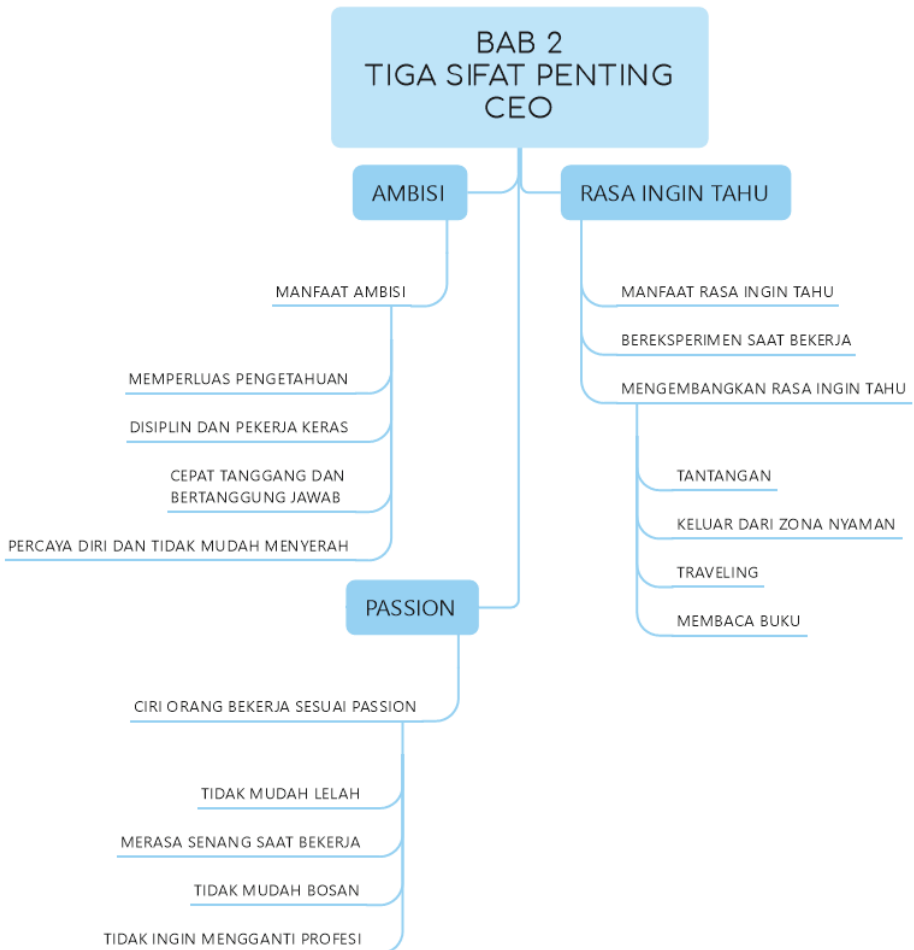 BAB 2
TIGA SIFAT PENTING
CEO
AMBISI
MANFAAT AMBISI
MEMPERLUAS PENGETAHUAN
DISIPLIN DAN PEKERJA KERAS
CEPAT TANGGANG DAN
BERTANGGUNG JAWAB
PERCAYA DIRI DAN TIDAK MUDAH MENYERAH
RASA INGIN TAHU
MANFAAT RASA INGIN TAHU
BEREKSPERIMEN SAAT BEKERJA
MENGEMBANGKAN RASA INGIN TAHU
TANTANGAN
KELUAR DARI ZONA NYAMAN
TRAVELING
MEMBACA BUKU
PASSION
CIRI ORANG BEKERJA SESUAI PASSION
TIDAK MUDAH LELAH
MERASA SENANG SAAT BEKERJA
TIDAK MUDAH BOSAN
TIDAK INGIN MENGGANTI PROFESI